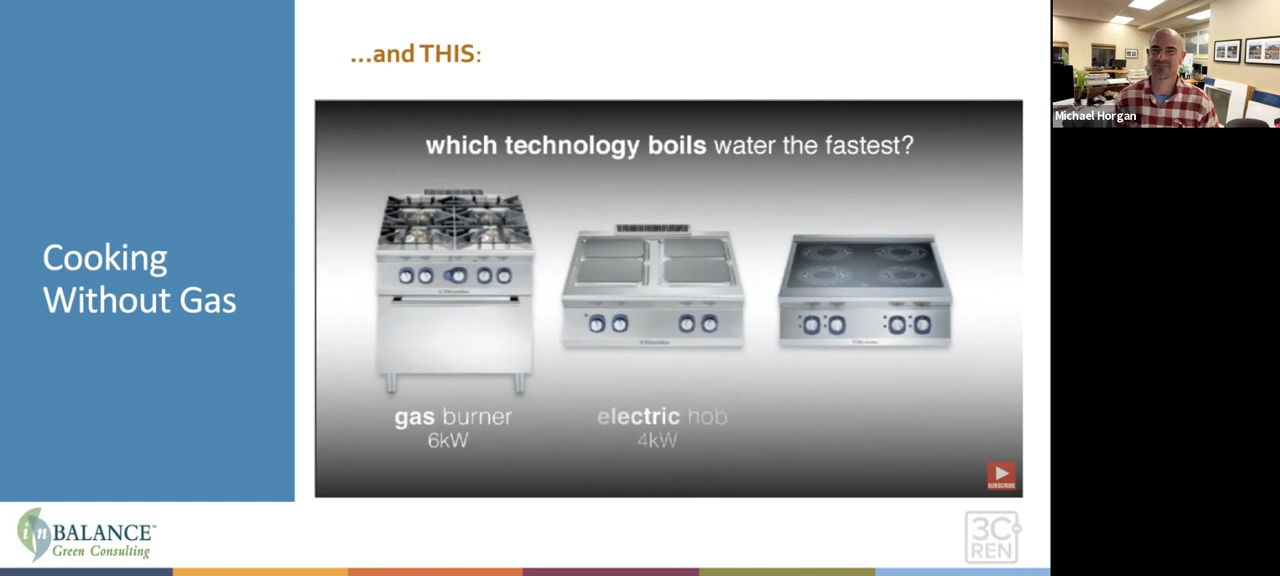 ...and THIS:
which technology boils water the fastest?
Cooking
Without Gas
gas burner
6kW
electric hob
4kW
SUBSCRIBE
inBALANCE™
Green Consulting
3C
REN
Michael Horgan